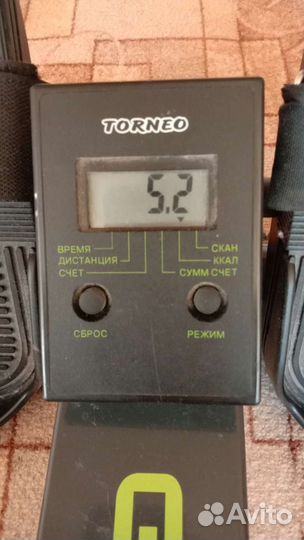 TORNEO
5.2
ВРЕМЯ СКАН
ДИСТАНЦИЯ ККАЛ
СЧЕТ СУММ СЧЕТ
СБРОС РЕЖИМ
Avito